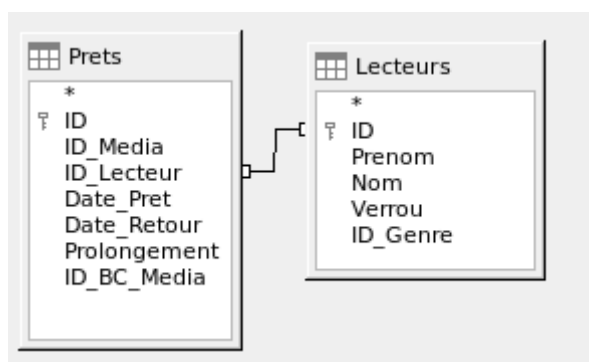 Prets
*
ID
ID_Media
ID_Lecteur
Date_Pret
Date_Retour
Prolongement
ID_BC_Media
Lecteurs
*
ID
Prenom
Nom
Verrou
ID_Genre